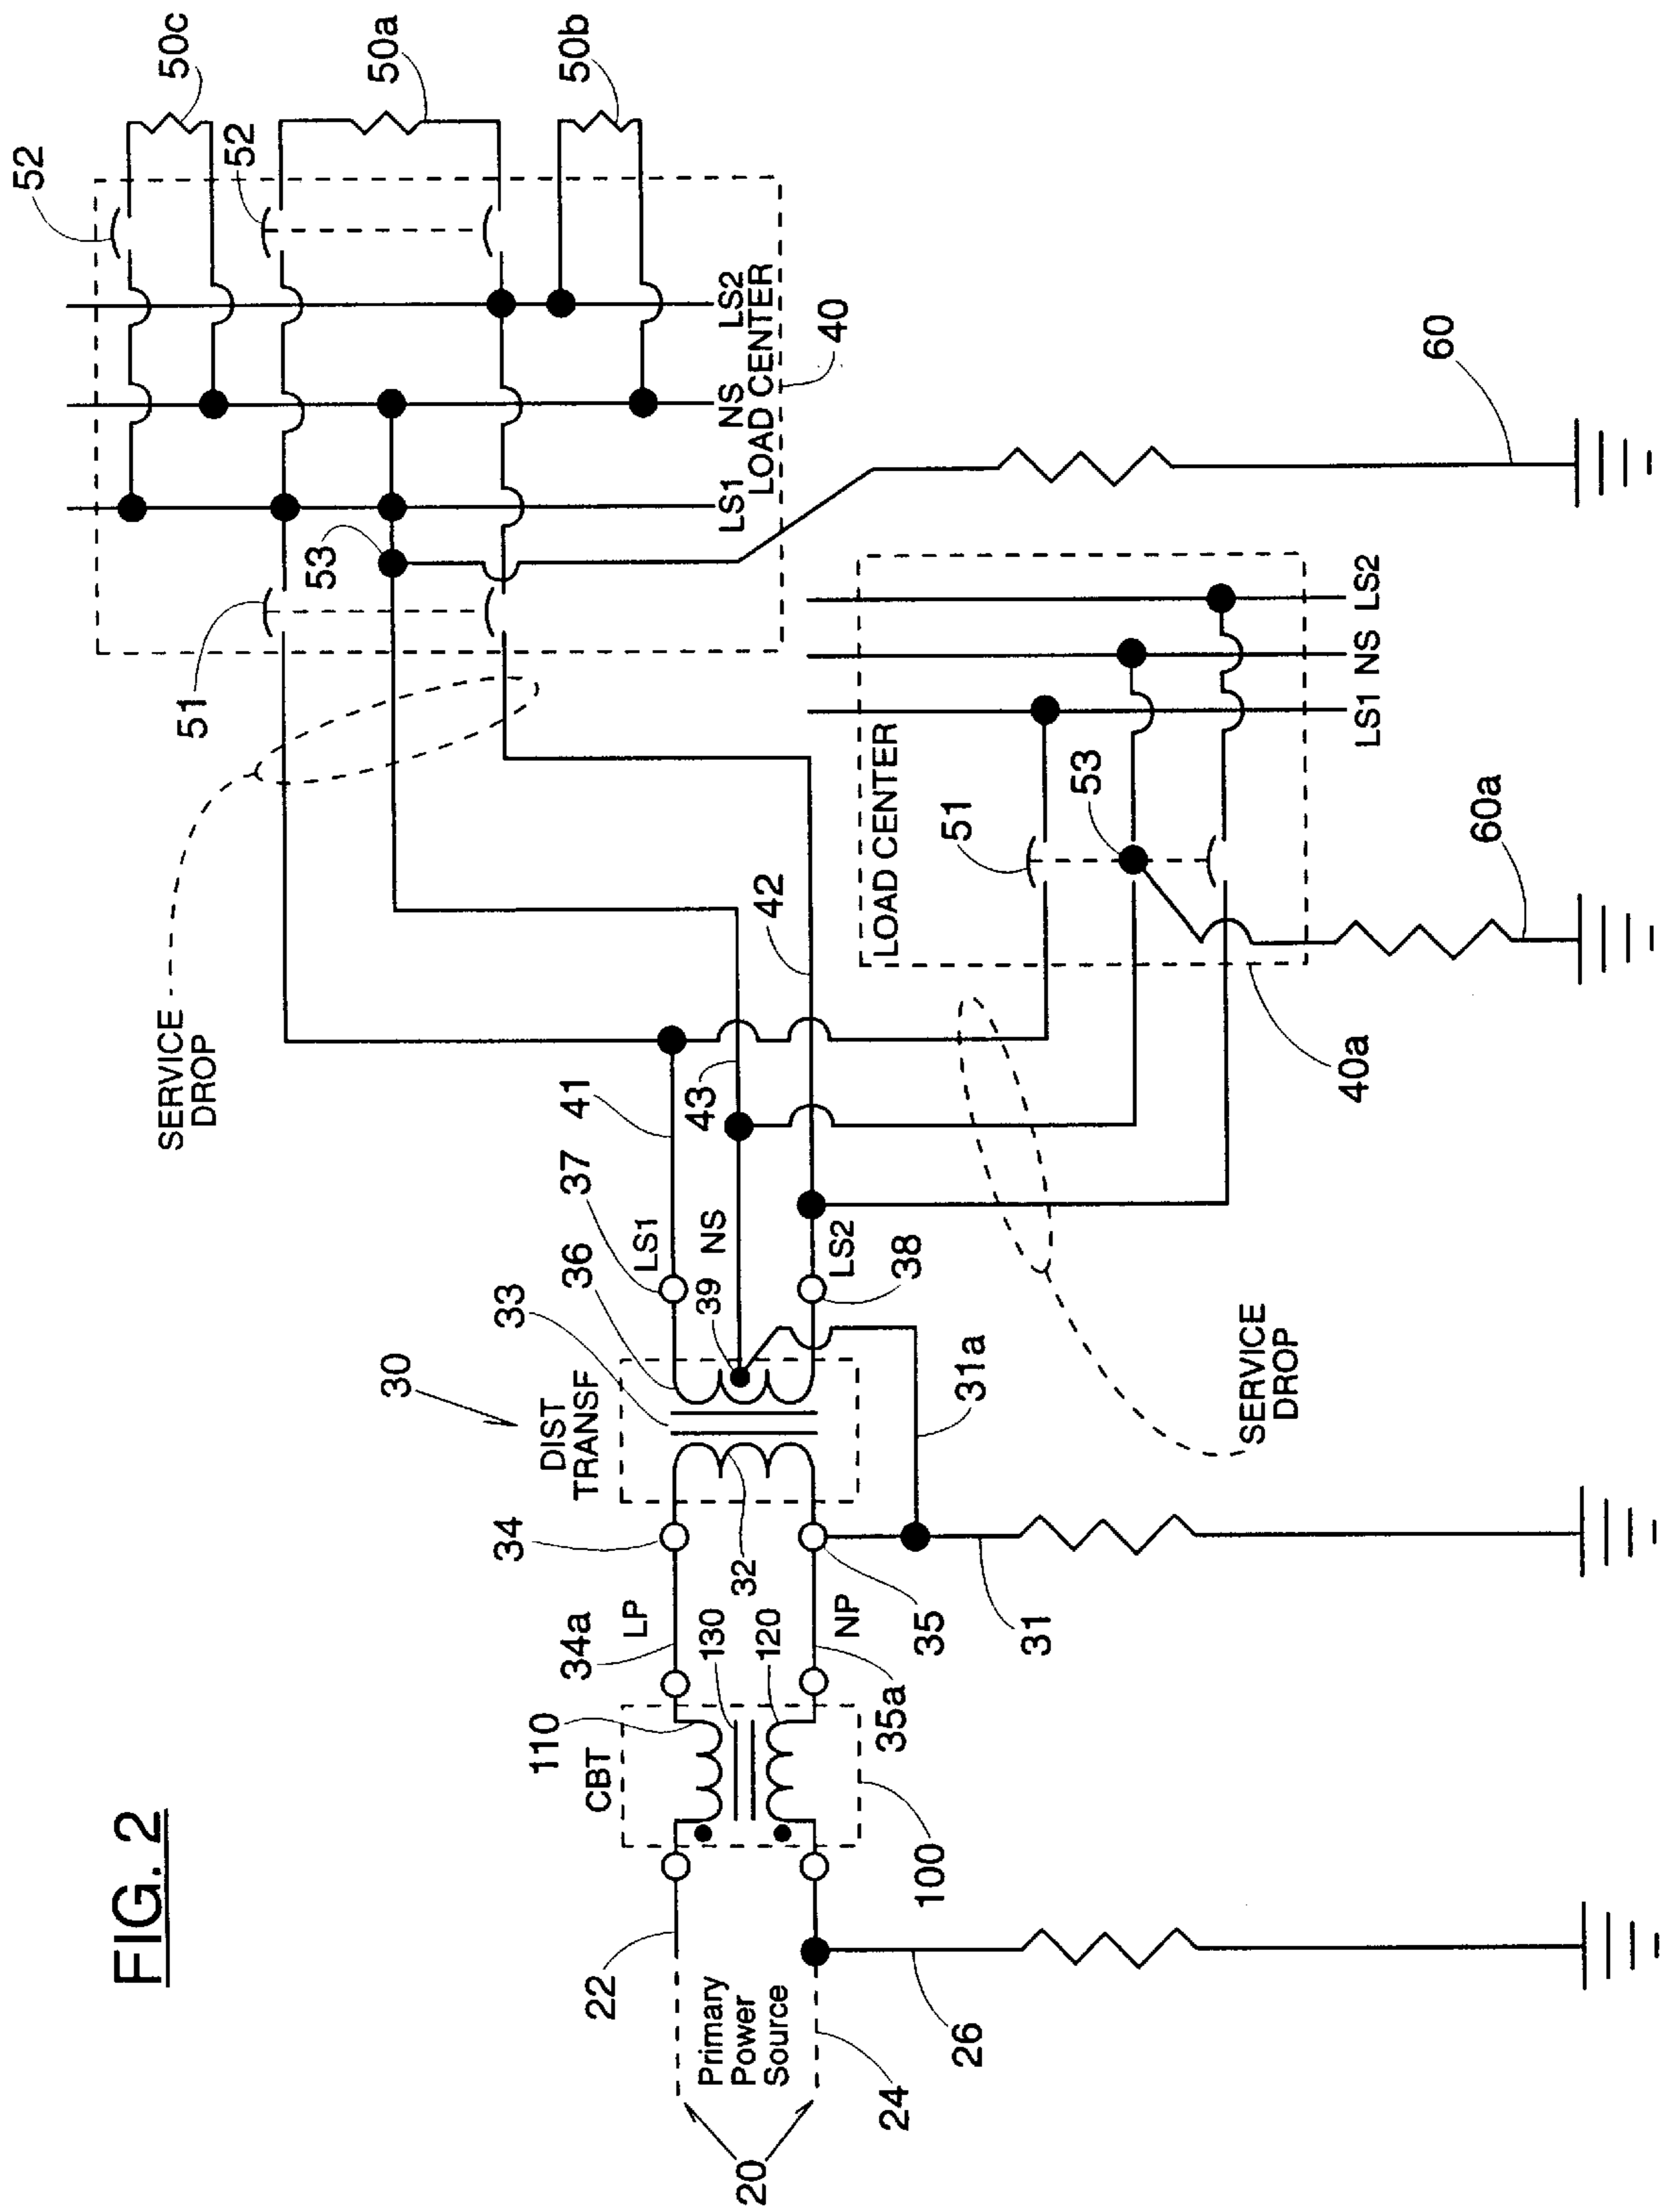 FIG. 2
50c
50a
50b
52
52
51
53
LS1
NS
LS2
LOAD CENTER
40
60
SERVICE
DROP
42
43
41
LOAD CENTER
51
53
LS1
NS
LS2
60a
40a
SERVICE
DROP
30
DIST
TRANSF
33
36
37
LS1
NS
39
LS2
38
31a
34
32
34a
LP
130
120
NP
35
31
35a
110
CBT
100
22
Primary
Power
Source
20
24
26